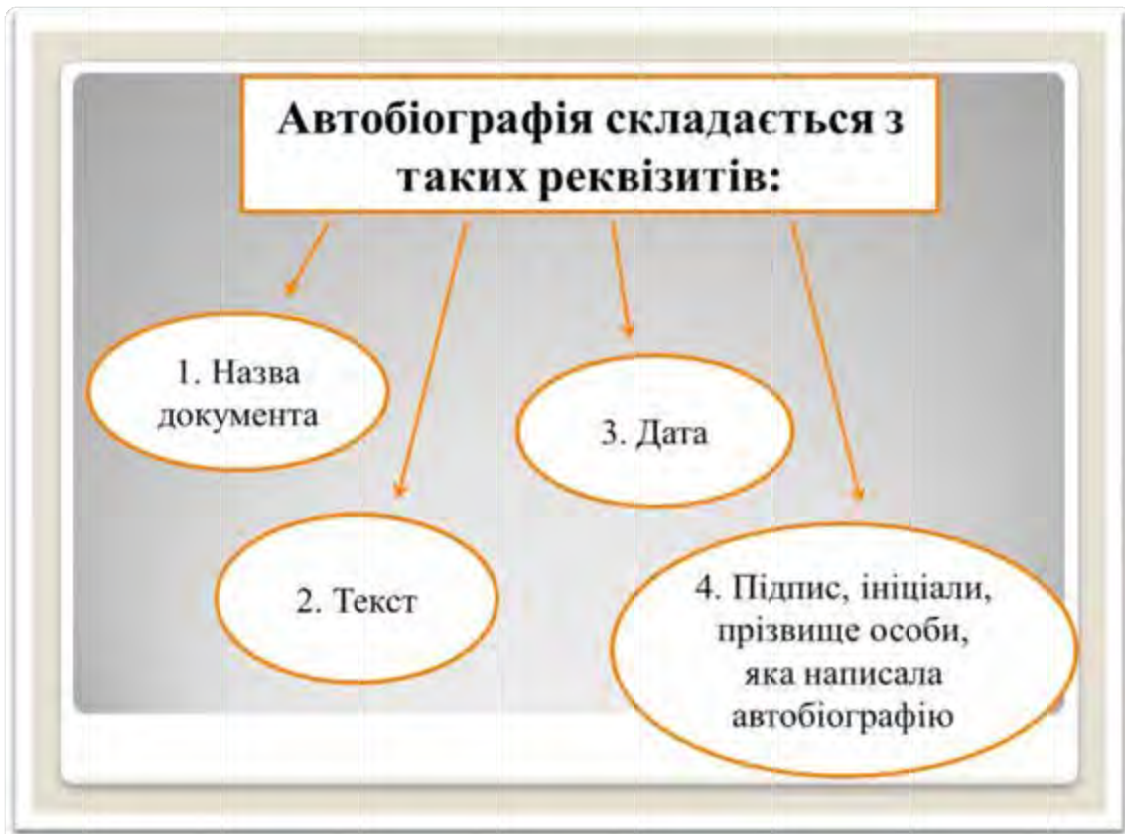 Автобіографія складається з
таких реквізитів:
1. Назва
документа
2. Текст
3. Дата
4. Підпис, ініціали,
прізвище особи,
яка написала
автобіографію